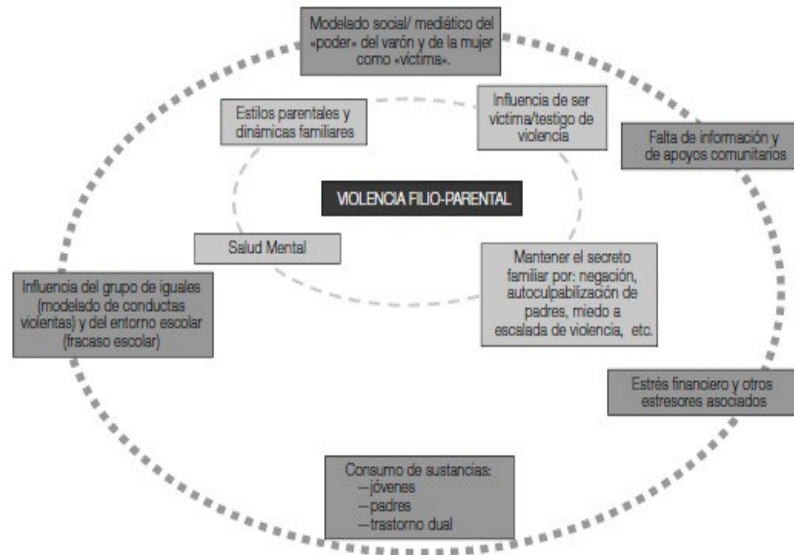 Modelado social/ mediático del
«poder» del varón y de la mujer
como «víctima».
Estilos parentales y
dinámicas familiares
Influencia de ser
víctima/testigo de
violencia
Falta de información y
de apoyos comunitarios
VIOLENCIA FILIO-PARENTAL
Salud Mental
Mantener el secreto
familiar por: negación,
autoculpabilización de
padres, miedo a
escalada de violencia, etc.
Influencia del grupo de iguales
(modelado de conductas
violentas) y del entorno escolar
(fracaso escolar)
Estrés financiero y otros
estresores asociados
Consumo de sustancias:
—jóvenes
—padres
—trastorno dual